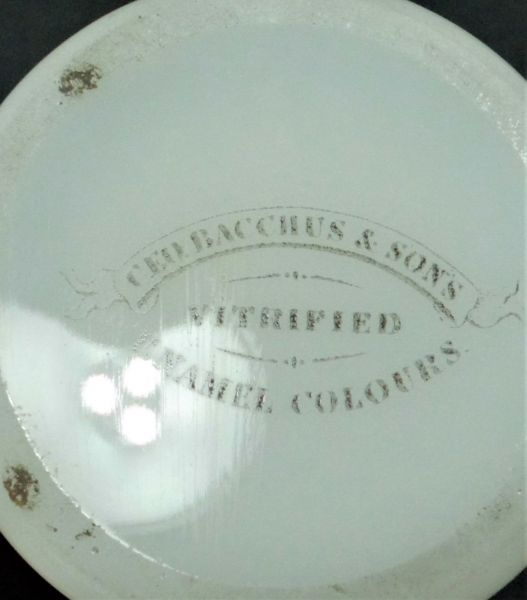 GEO. BACCHUS & SONS
VITRIFIED
ENAMEL COLOURS